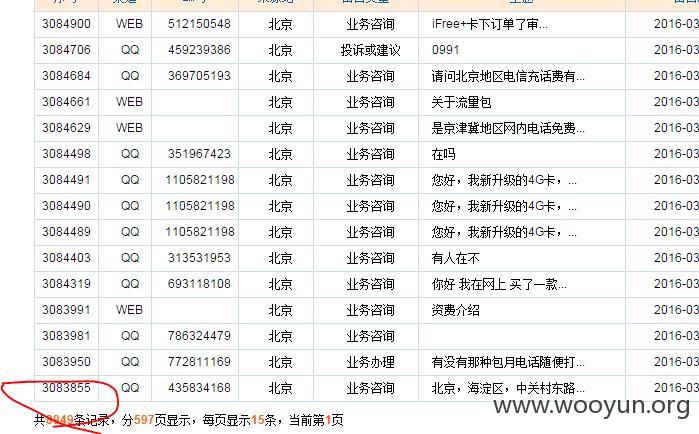 3084900 WEB 512150548 北京 业务咨询 iFree+卡下订单了审... 2016-03
3084706 QQ 459239386 北京 投诉或建议 0991 2016-03
3084684 QQ 369705193 北京 业务咨询 请问北京地区电信充话费有... 2016-03
3084661 WEB 北京 业务咨询 关于流量包 2016-03
3084629 WEB 北京 业务咨询 是京津冀地区网内电话免费... 2016-03
3084498 QQ 351967423 北京 业务咨询 在吗 2016-03
3084491 QQ 1105821198 北京 业务咨询 您好，我新升级的4G卡，... 2016-03
3084490 QQ 1105821198 北京 业务咨询 您好，我新升级的4G卡，... 2016-03
3084489 QQ 1105821198 北京 业务咨询 您好，我新升级的4G卡，... 2016-03
3084403 QQ 313531953 北京 业务咨询 有人在不 2016-03
3084319 QQ 693118108 北京 业务咨询 你好 我在网上 买了一款... 2016-03
3083991 WEB 北京 业务咨询 资费介绍 2016-03
3083981 QQ 786324479 北京 业务咨询 2016-03
3083950 QQ 772811169 北京 业务办理 有没有那种包月电话随便打... 2016-03
3083855 QQ 435834168 北京 业务咨询 北京，海淀区，中关村东路... 2016-03
共8949条记录，分597页显示，每页显示15条，当前第1页
www.wooyun.org